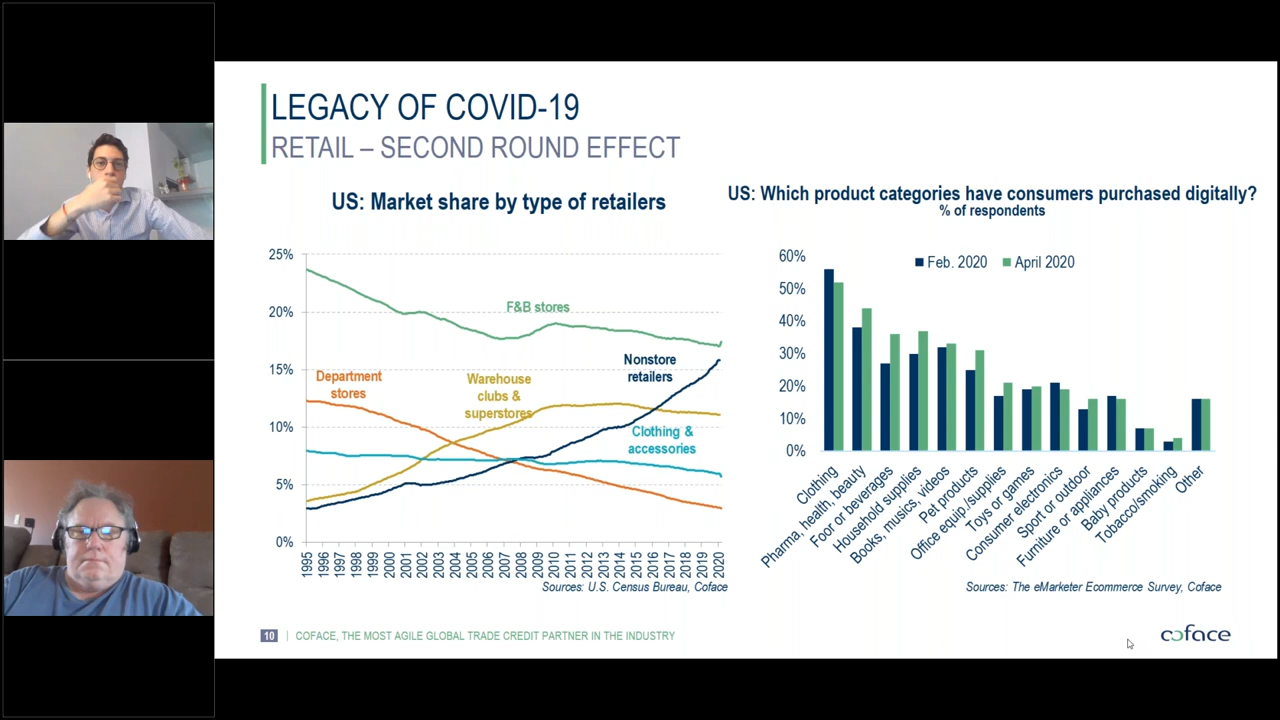 LEGACY OF COVID-19
RETAIL – SECOND ROUND EFFECT
US: Market share by type of retailers
25%
20%
15%
10%
5%
0%
F&B stores
Department
stores
Warehouse
clubs &
superstores
Nonstore
retailers
Clothing &
accessories
1995
1996
1997
1998
1999
2000
2001
2002
2003
2004
2005
2006
2007
2008
2009
2010
2011
2012
2013
2014
2015
2016
2017
2018
2019
2020
Sources: U.S. Census Bureau, Coface
US: Which product categories have consumers purchased digitally?
% of respondents
Feb. 2020
April 2020
60%
50%
40%
30%
20%
10%
0%
Clothing
Pharma, health, beauty
Foor or beverages
Household supplies
Books, musics, videos
Pet products
Office equip./supplies
Toys or games
Consumer electronics
Sport or outdoor
Furniture or appliances
Baby products
Tobacco/smoking
Other
Sources: The eMarketer Ecommerce Survey, Coface
10
COFACE, THE MOST AGILE GLOBAL TRADE CREDIT PARTNER IN THE INDUSTRY
coface